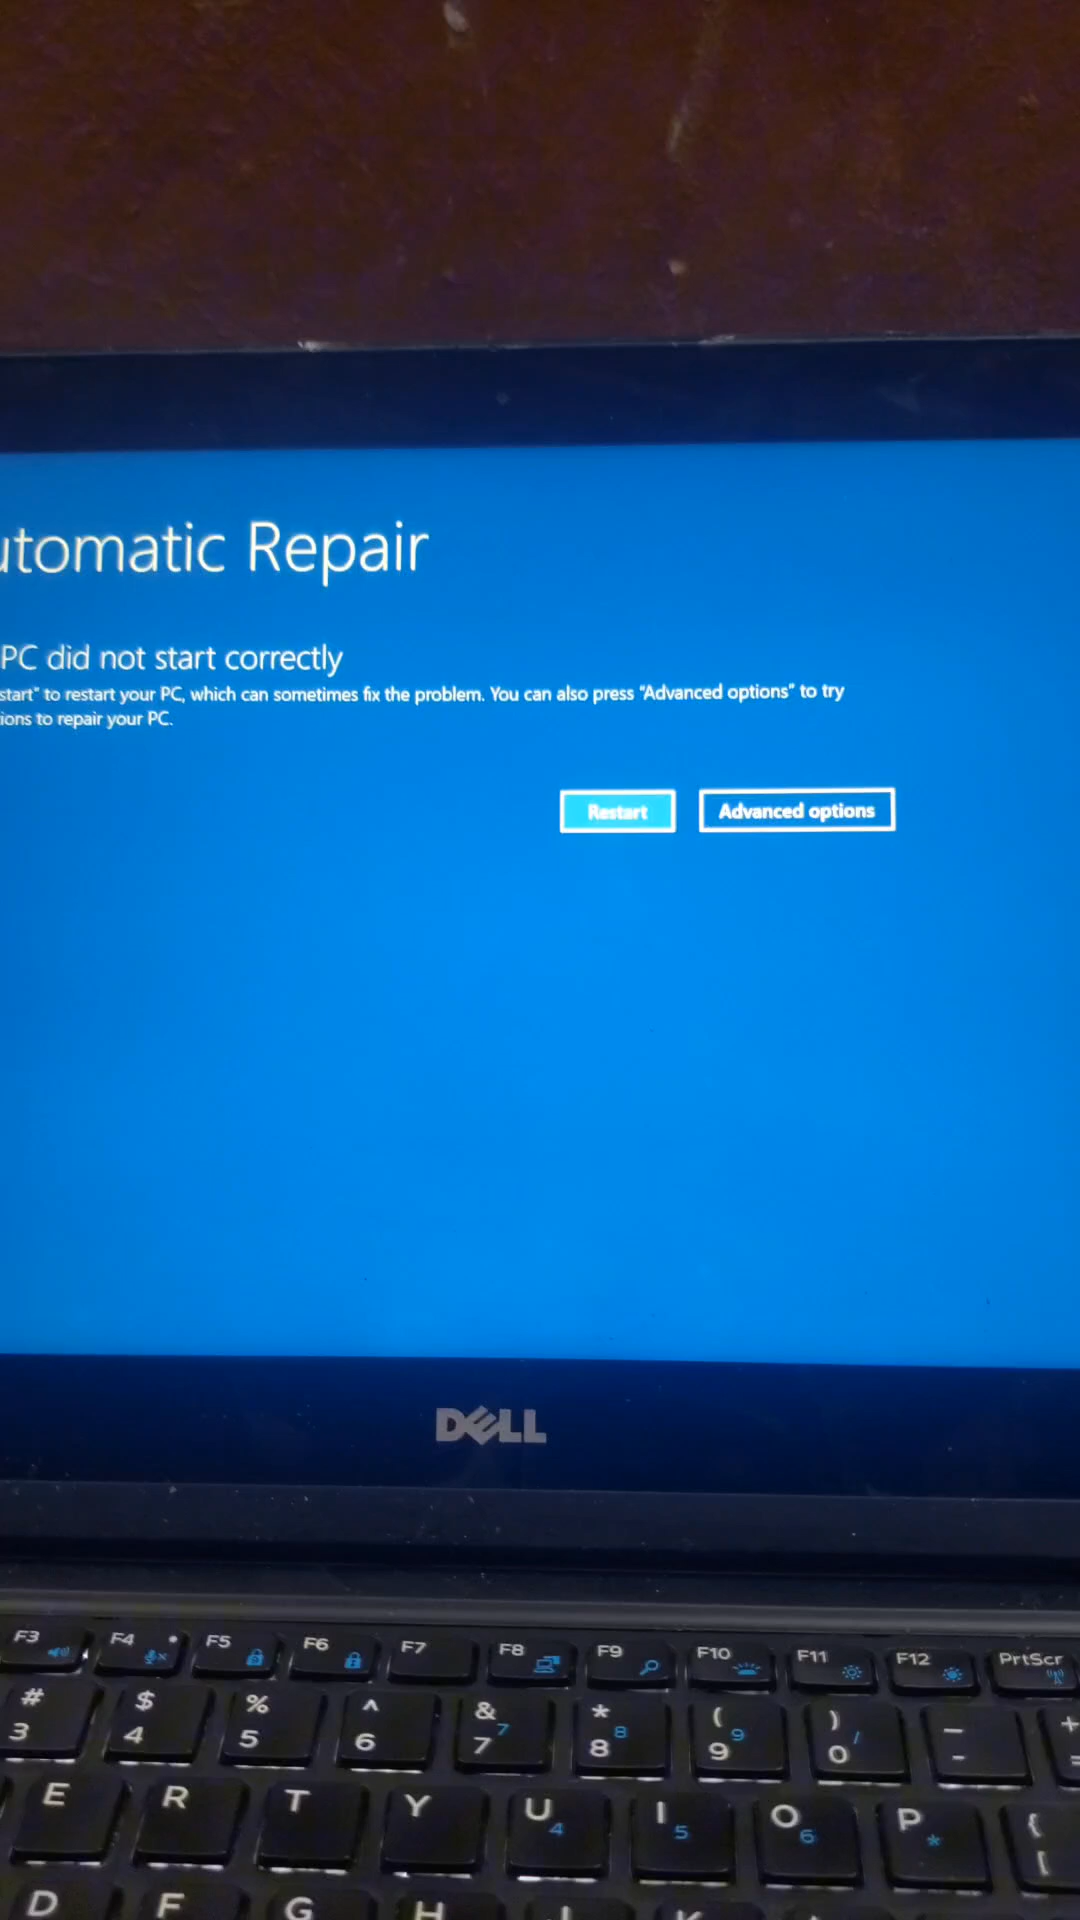 utomatic Repair
PC did not start correctly
start" to restart your PC, which can sometimes fix the problem. You can also press "Advanced options" to try
ions to repair your PC.
Restart Advanced options
DELL
F3 F4 F5 F6 F7 F8 F9 F10 F11 F12 PrtScr
# $ % ^ & * ( ) _ +
3 4 5 6 7 7 8 8 9 9 0 / - =
E R T Y U 4 I 5 O 6 P * { [
D F G H